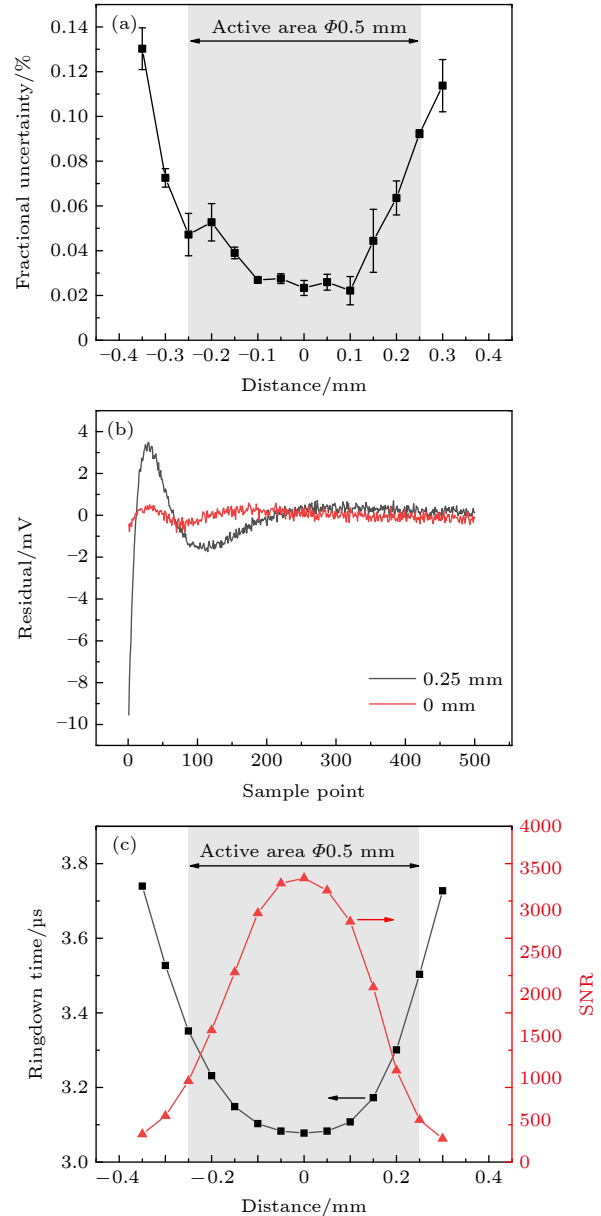 (a)
Active area Φ0.5 mm
Fractional uncertainty/%
0.14
0.12
0.10
0.08
0.06
0.04
0.02
0
−0.4 −0.3 −0.2 −0.1 0 0.1 0.2 0.3 0.4
Distance/mm
(b)
Residual/mV
4
2
0
−2
−4
−6
−8
−10
0.25 mm
0 mm
0 100 200 300 400 500
Sample point
(c)
Active area Φ0.5 mm
Ringdown time/µs
3.8
3.6
3.4
3.2
3.0
4000
3500
3000
2500
2000
1500
1000
500
0
SNR
−0.4 −0.2 0 0.2 0.4
Distance/mm